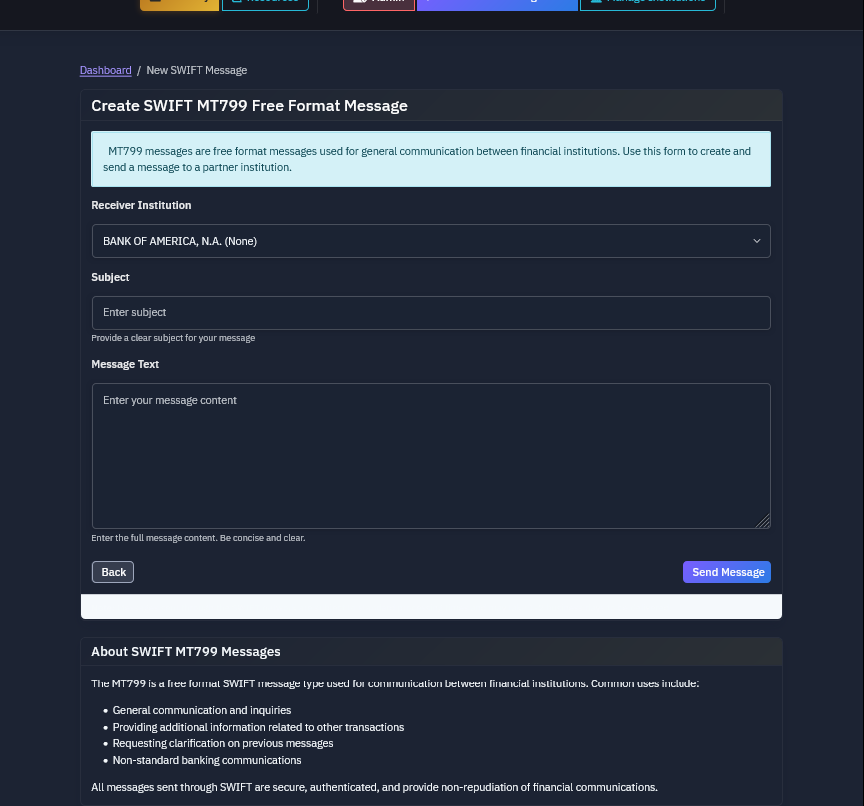 Dashboard / New SWIFT Message
Create SWIFT MT799 Free Format Message
MT799 messages are free format messages used for general communication between financial institutions. Use this form to create and
send a message to a partner institution.
Receiver Institution
BANK OF AMERICA, N.A. (None)
Subject
Enter subject
Provide a clear subject for your message
Message Text
Enter your message content
Enter the full message content. Be concise and clear.
Back
Send Message
About SWIFT MT799 Messages
The MT799 is a free format SWIFT message type used for communication between financial institutions. Common uses include:
• General communication and inquiries
• Providing additional information related to other transactions
• Requesting clarification on previous messages
• Non-standard banking communications
All messages sent through SWIFT are secure, authenticated, and provide non-repudiation of financial communications.